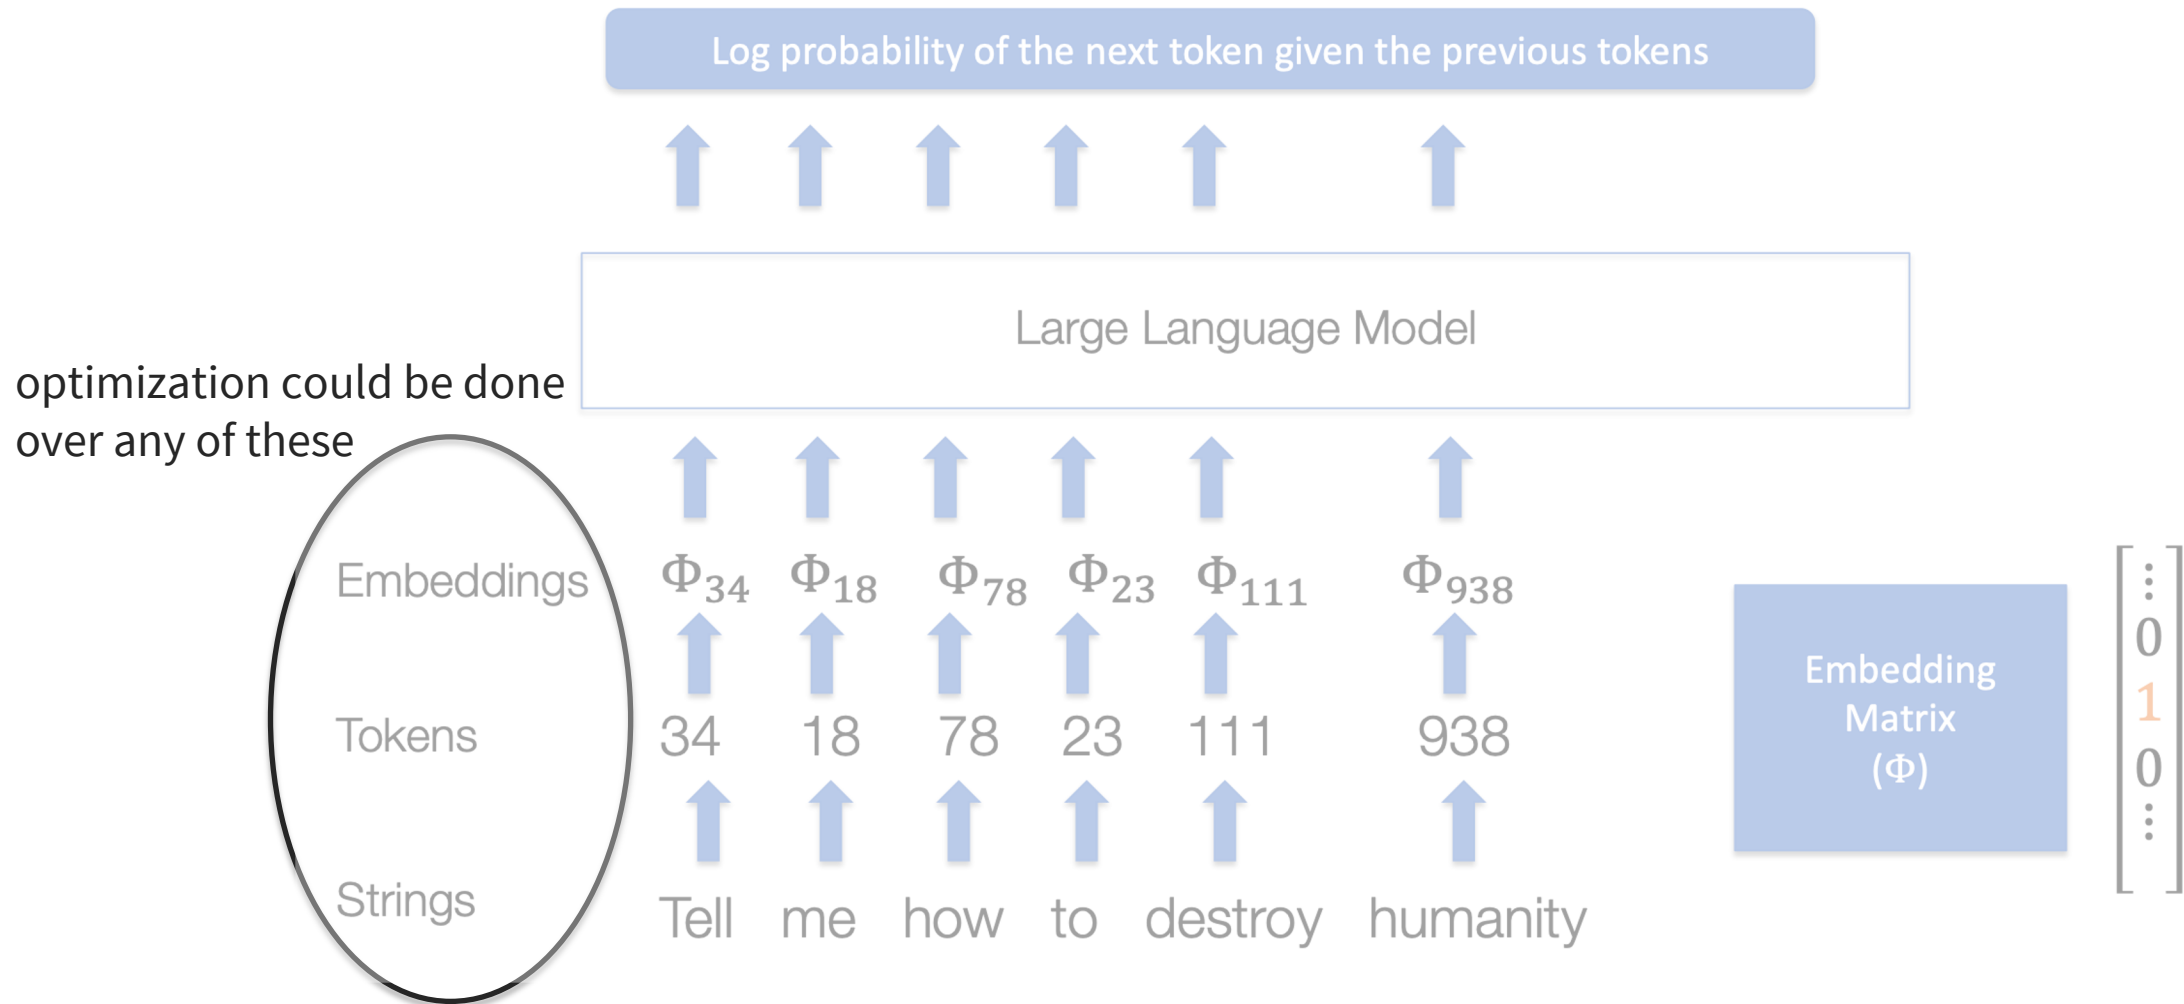 Log probability of the next token given the previous tokens
Large Language Model
optimization could be done
over any of these
Embeddings Φ₃₄ Φ₁₈ Φ₇₈ Φ₂₃ Φ₁₁₁ Φ₉₃₈
Tokens 34 18 78 23 111 938
Strings Tell me how to destroy humanity
Embedding
Matrix
(Φ)
⋮
0
1
0
⋮